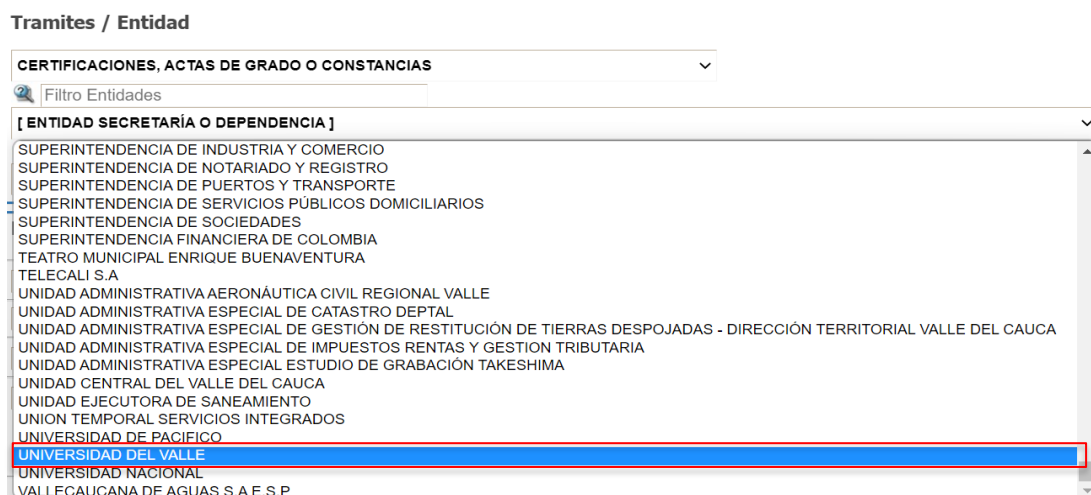 Tramites / Entidad
CERTIFICACIONES, ACTAS DE GRADO O CONSTANCIAS
Filtro Entidades
[ ENTIDAD SECRETARÍA O DEPENDENCIA ]
SUPERINTENDENCIA DE INDUSTRIA Y COMERCIO
SUPERINTENDENCIA DE NOTARIADO Y REGISTRO
SUPERINTENDENCIA DE PUERTOS Y TRANSPORTE
SUPERINTENDENCIA DE SERVICIOS PÚBLICOS DOMICILIARIOS
SUPERINTENDENCIA DE SOCIEDADES
SUPERINTENDENCIA FINANCIERA DE COLOMBIA
TEATRO MUNICIPAL ENRIQUE BUENAVENTURA
TELECALI S.A
UNIDAD ADMINISTRATIVA AERONÁUTICA CIVIL REGIONAL VALLE
UNIDAD ADMINISTRATIVA ESPECIAL DE CATASTRO DEPTAL
UNIDAD ADMINISTRATIVA ESPECIAL DE GESTIÓN DE RESTITUCIÓN DE TIERRAS DESPOJADAS - DIRECCIÓN TERRITORIAL VALLE DEL CAUCA
UNIDAD ADMINISTRATIVA ESPECIAL DE IMPUESTOS RENTAS Y GESTION TRIBUTARIA
UNIDAD ADMINISTRATIVA ESPECIAL ESTUDIO DE GRABACIÓN TAKESHIMA
UNIDAD CENTRAL DEL VALLE DEL CAUCA
UNIDAD EJECUTORA DE SANEAMIENTO
UNION TEMPORAL SERVICIOS INTEGRADOS
UNIVERSIDAD DE PACIFICO
UNIVERSIDAD DEL VALLE
UNIVERSIDAD NACIONAL
VALLECAUCANA DE AGUAS S.A E.S.P